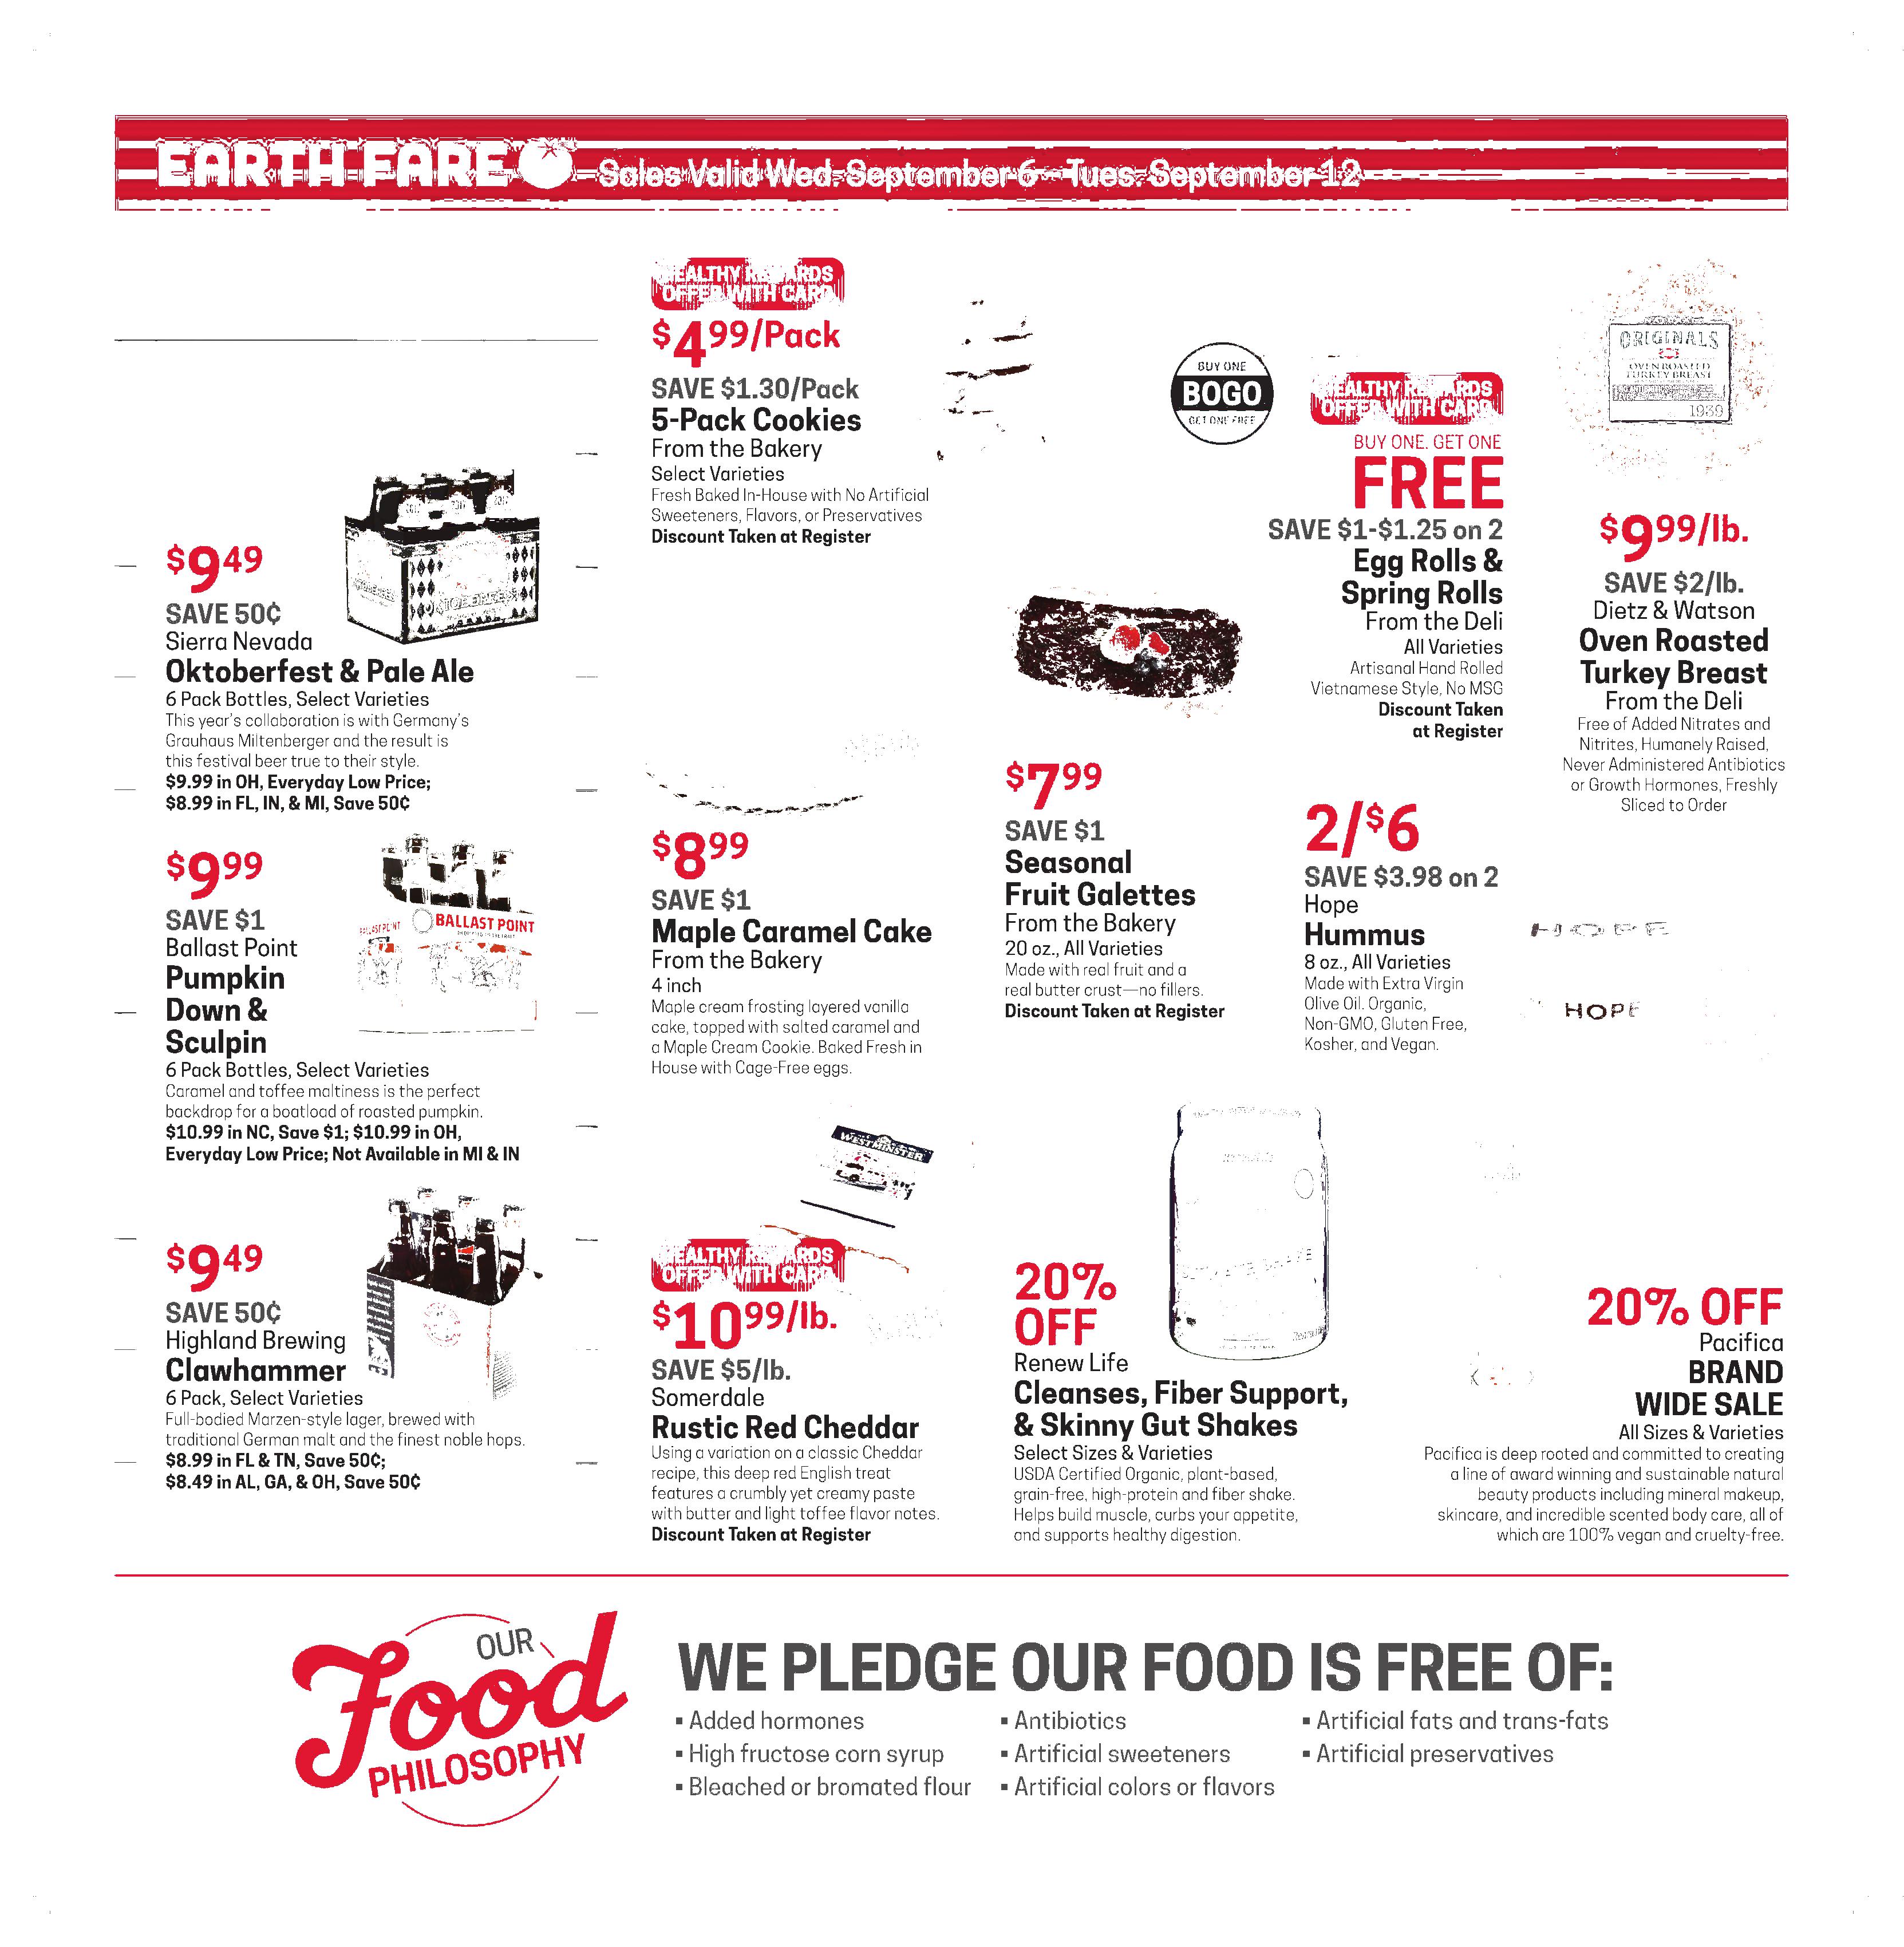 EARTH FARE Sales Valid Wed. September 6 - Tues. September 12
$9.49
SAVE 50¢
Sierra Nevada
Oktoberfest & Pale Ale
6 Pack Bottles, Select Varieties
This year's collaboration is with Germany's
Grauhaus Miltenberger and the result is
this festival beer true to their style.
$9.99 in OH, Everyday Low Price;
$8.99 in FL, IN, & MI, Save 50¢
$9.99
SAVE $1
Ballast Point
Pumpkin
Down &
Sculpin
6 Pack Bottles, Select Varieties
Caramel and toffee maltiness is the perfect
backdrop for a boatload of roasted pumpkin.
$10.99 in NC, Save $1; $10.99 in OH,
Everyday Low Price; Not Available in MI & IN
BALLAST POINT
BALLAST POINT
$9.49
SAVE 50¢
Highland Brewing
Clawhammer
6 Pack, Select Varieties
Full-bodied Marzen-style lager, brewed with
traditional German malt and the finest noble hops.
$8.99 in FL & TN, Save 50¢;
$8.49 in AL, GA, & OH, Save 50¢
HEALTHY REWARDS
OFFER WITH CARD
$4.99/Pack
SAVE $1.30/Pack
5-Pack Cookies
From the Bakery
Select Varieties
Fresh Baked In-House with No Artificial
Sweeteners, Flavors, or Preservatives
Discount Taken at Register
$8.99
SAVE $1
Maple Caramel Cake
From the Bakery
4 inch
Maple cream frosting layered vanilla
cake, topped with salted caramel and
a Maple Cream Cookie. Baked Fresh in
House with Cage-Free eggs.
WESTMINSTER
HEALTHY REWARDS
OFFER WITH CARD
$10.99/lb.
SAVE $5/lb.
Somerdale
Rustic Red Cheddar
Using a variation on a classic Cheddar
recipe, this deep red English treat
features a crumbly yet creamy paste
with butter and light toffee flavor notes.
Discount Taken at Register
$7.99
SAVE $1
Seasonal
Fruit Galettes
From the Bakery
20 oz., All Varieties
Made with real fruit and a
real butter crust—no fillers.
Discount Taken at Register
BUY ONE
BOGO
GET ONE FREE
HEALTHY REWARDS
OFFER WITH CARD
BUY ONE, GET ONE
FREE
SAVE $1-$1.25 on 2
Egg Rolls &
Spring Rolls
From the Deli
All Varieties
Artisanal Hand Rolled
Vietnamese Style, No MSG
Discount Taken
at Register
ORIGINALS
OVEN ROASTED
TURKEY BREAST
1939
$9.99/lb.
SAVE $2/lb.
Dietz & Watson
Oven Roasted
Turkey Breast
From the Deli
Free of Added Nitrates and
Nitrites, Humanely Raised,
Never Administered Antibiotics
or Growth Hormones, Freshly
Sliced to Order
2/$6
SAVE $3.98 on 2
Hope
Hummus
8 oz., All Varieties
Made with Extra Virgin
Olive Oil. Organic,
Non-GMO, Gluten Free,
Kosher, and Vegan.
HOPE
HOPE
20%
OFF
Renew Life
Cleanses, Fiber Support,
& Skinny Gut Shakes
Select Sizes & Varieties
USDA Certified Organic, plant-based,
grain-free, high-protein and fiber shake.
Helps build muscle, curbs your appetite,
and supports healthy digestion.
20% OFF
Pacifica
BRAND
WIDE SALE
All Sizes & Varieties
Pacifica is deep rooted and committed to creating
a line of award winning and sustainable natural
beauty products including mineral makeup,
skincare, and incredible scented body care, all of
which are 100% vegan and cruelty-free.
OUR
Food
PHILOSOPHY
WE PLEDGE OUR FOOD IS FREE OF:
▪ Added hormones
▪ High fructose corn syrup
▪ Bleached or bromated flour
▪ Antibiotics
▪ Artificial sweeteners
▪ Artificial colors or flavors
▪ Artificial fats and trans-fats
▪ Artificial preservatives